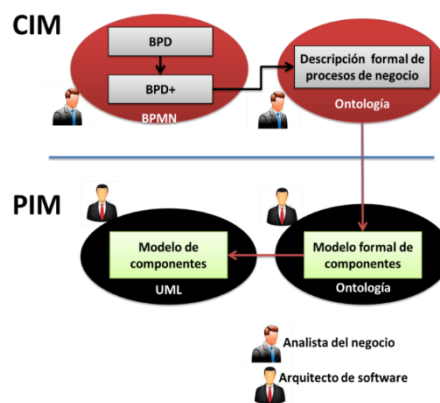 CIM
BPD
BPD+
BPMN
Descripción formal de
procesos de negocio
Ontología
PIM
Modelo de
componentes
UML
Modelo formal de
componentes
Ontología
Analista del negocio
Arquitecto de software